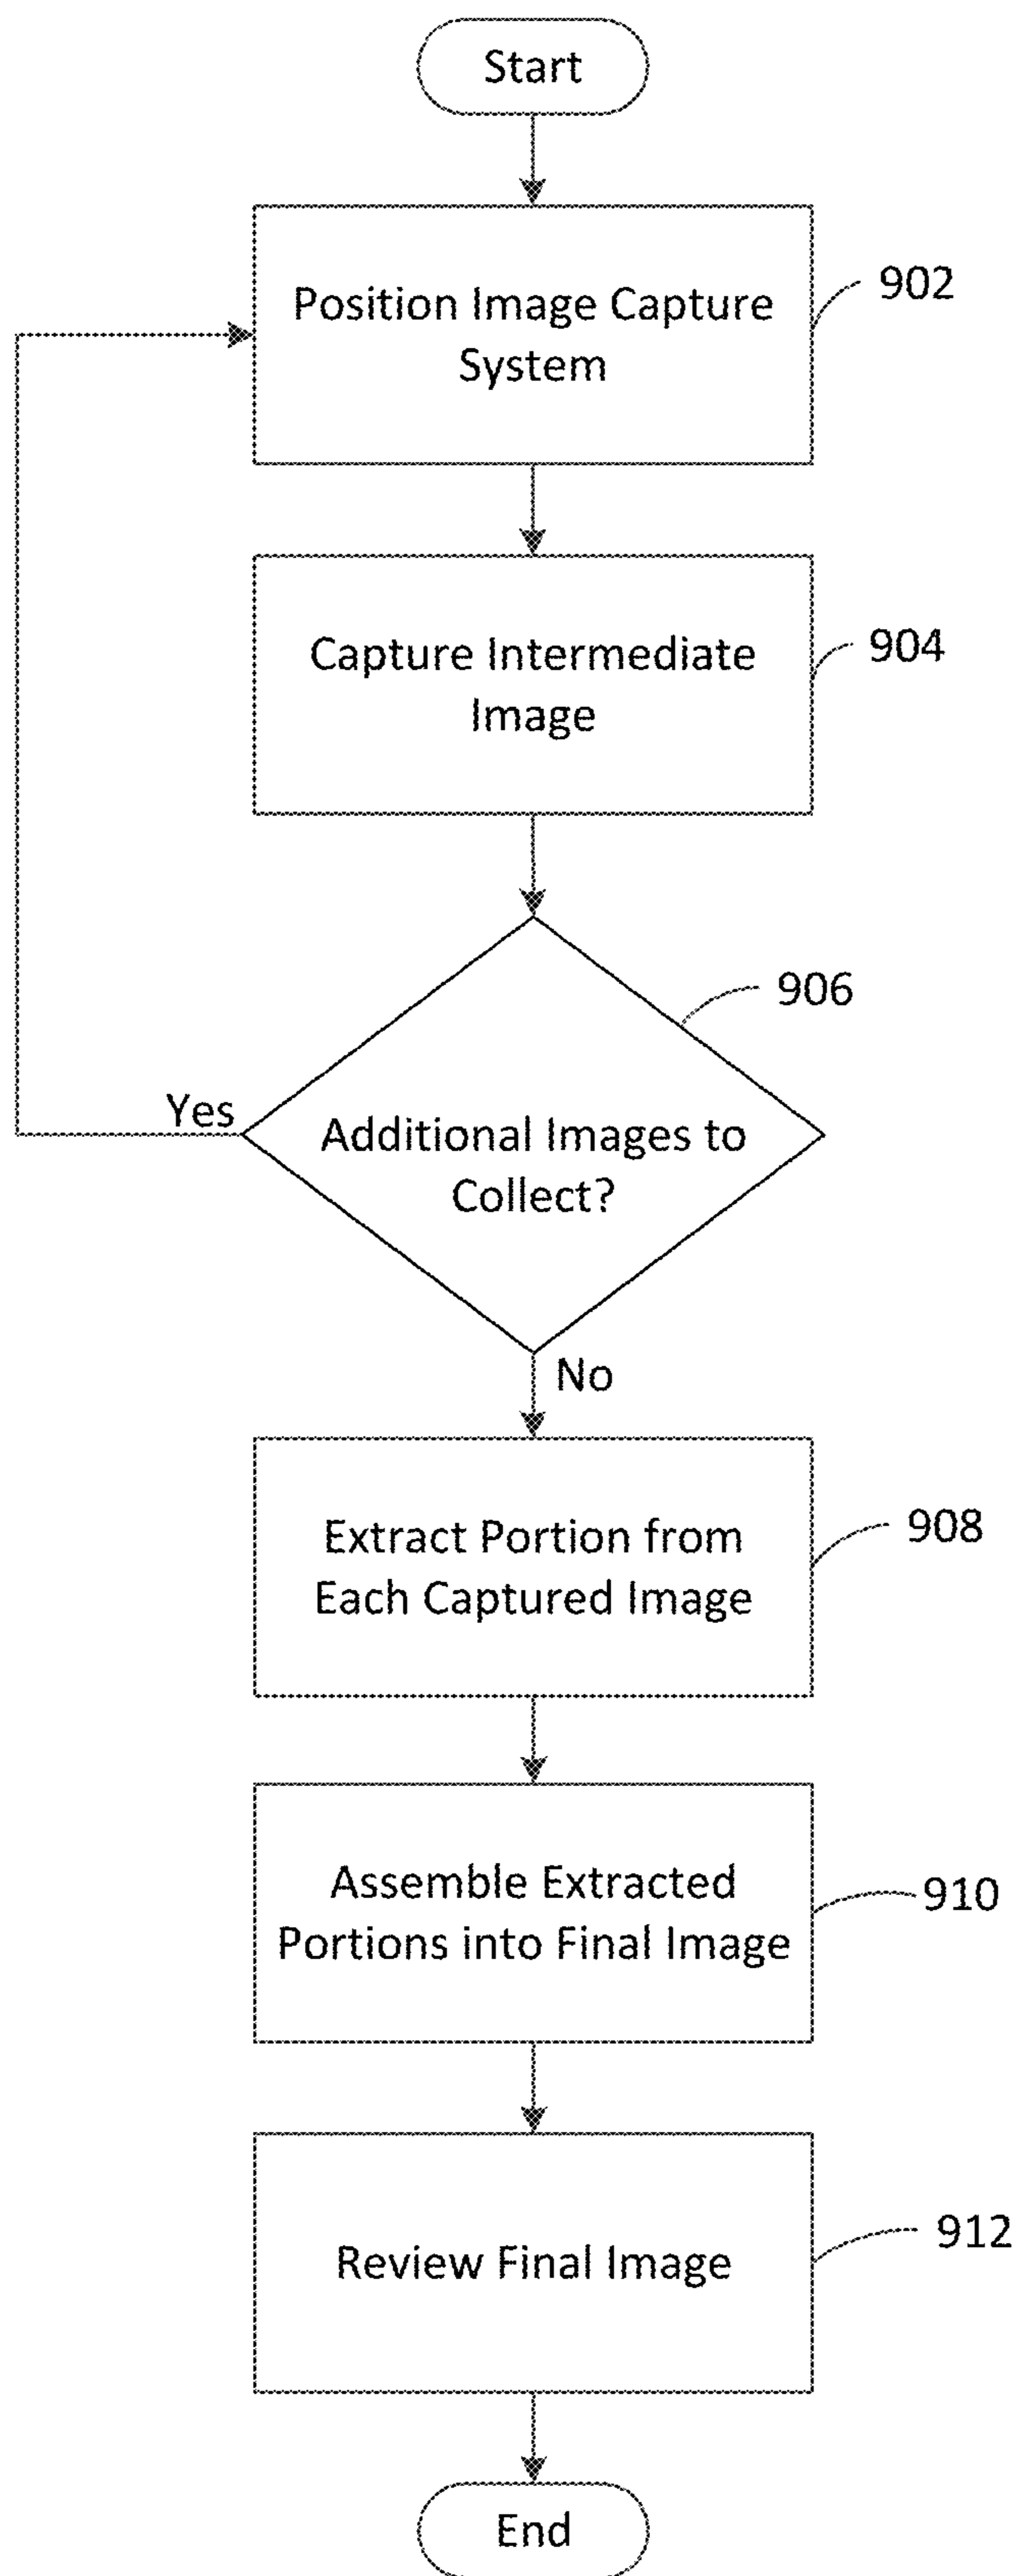 Start
Position Image Capture
System
902
Capture Intermediate
Image
904
906
Yes
Additional Images to
Collect?
No
Extract Portion from
Each Captured Image
908
Assemble Extracted
Portions into Final Image
910
Review Final Image
912
End